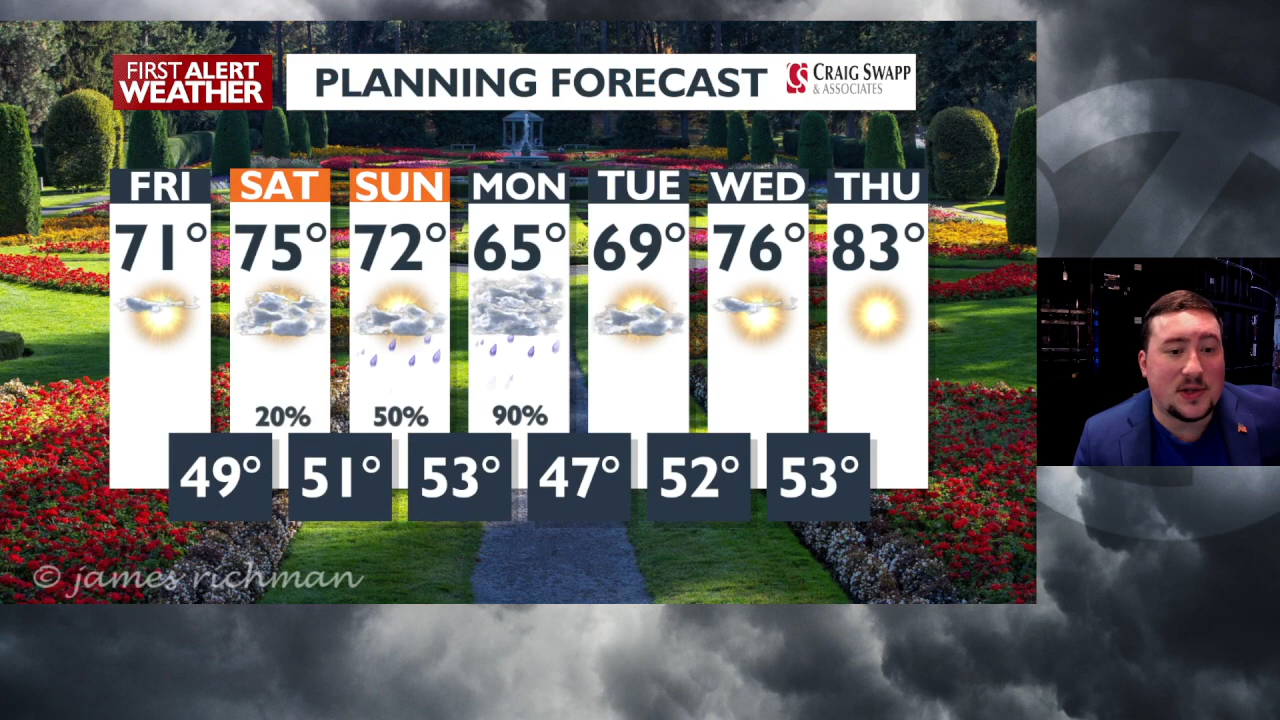 FIRST ALERT
WEATHER
PLANNING FORECAST
CRAIG SWAPP
& ASSOCIATES
FRI SAT SUN MON TUE WED THU
71° 75° 72° 65° 69° 76° 83°
20% 50% 90%
49° 51° 53° 47° 52° 53°
© james richman